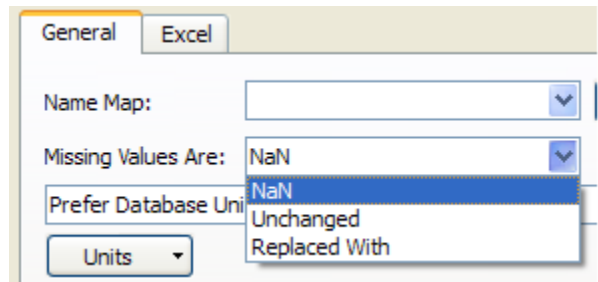 General Excel
Name Map:
Missing Values Are: NaN
NaN
Prefer Database Uni
Unchanged
Replaced With
Units